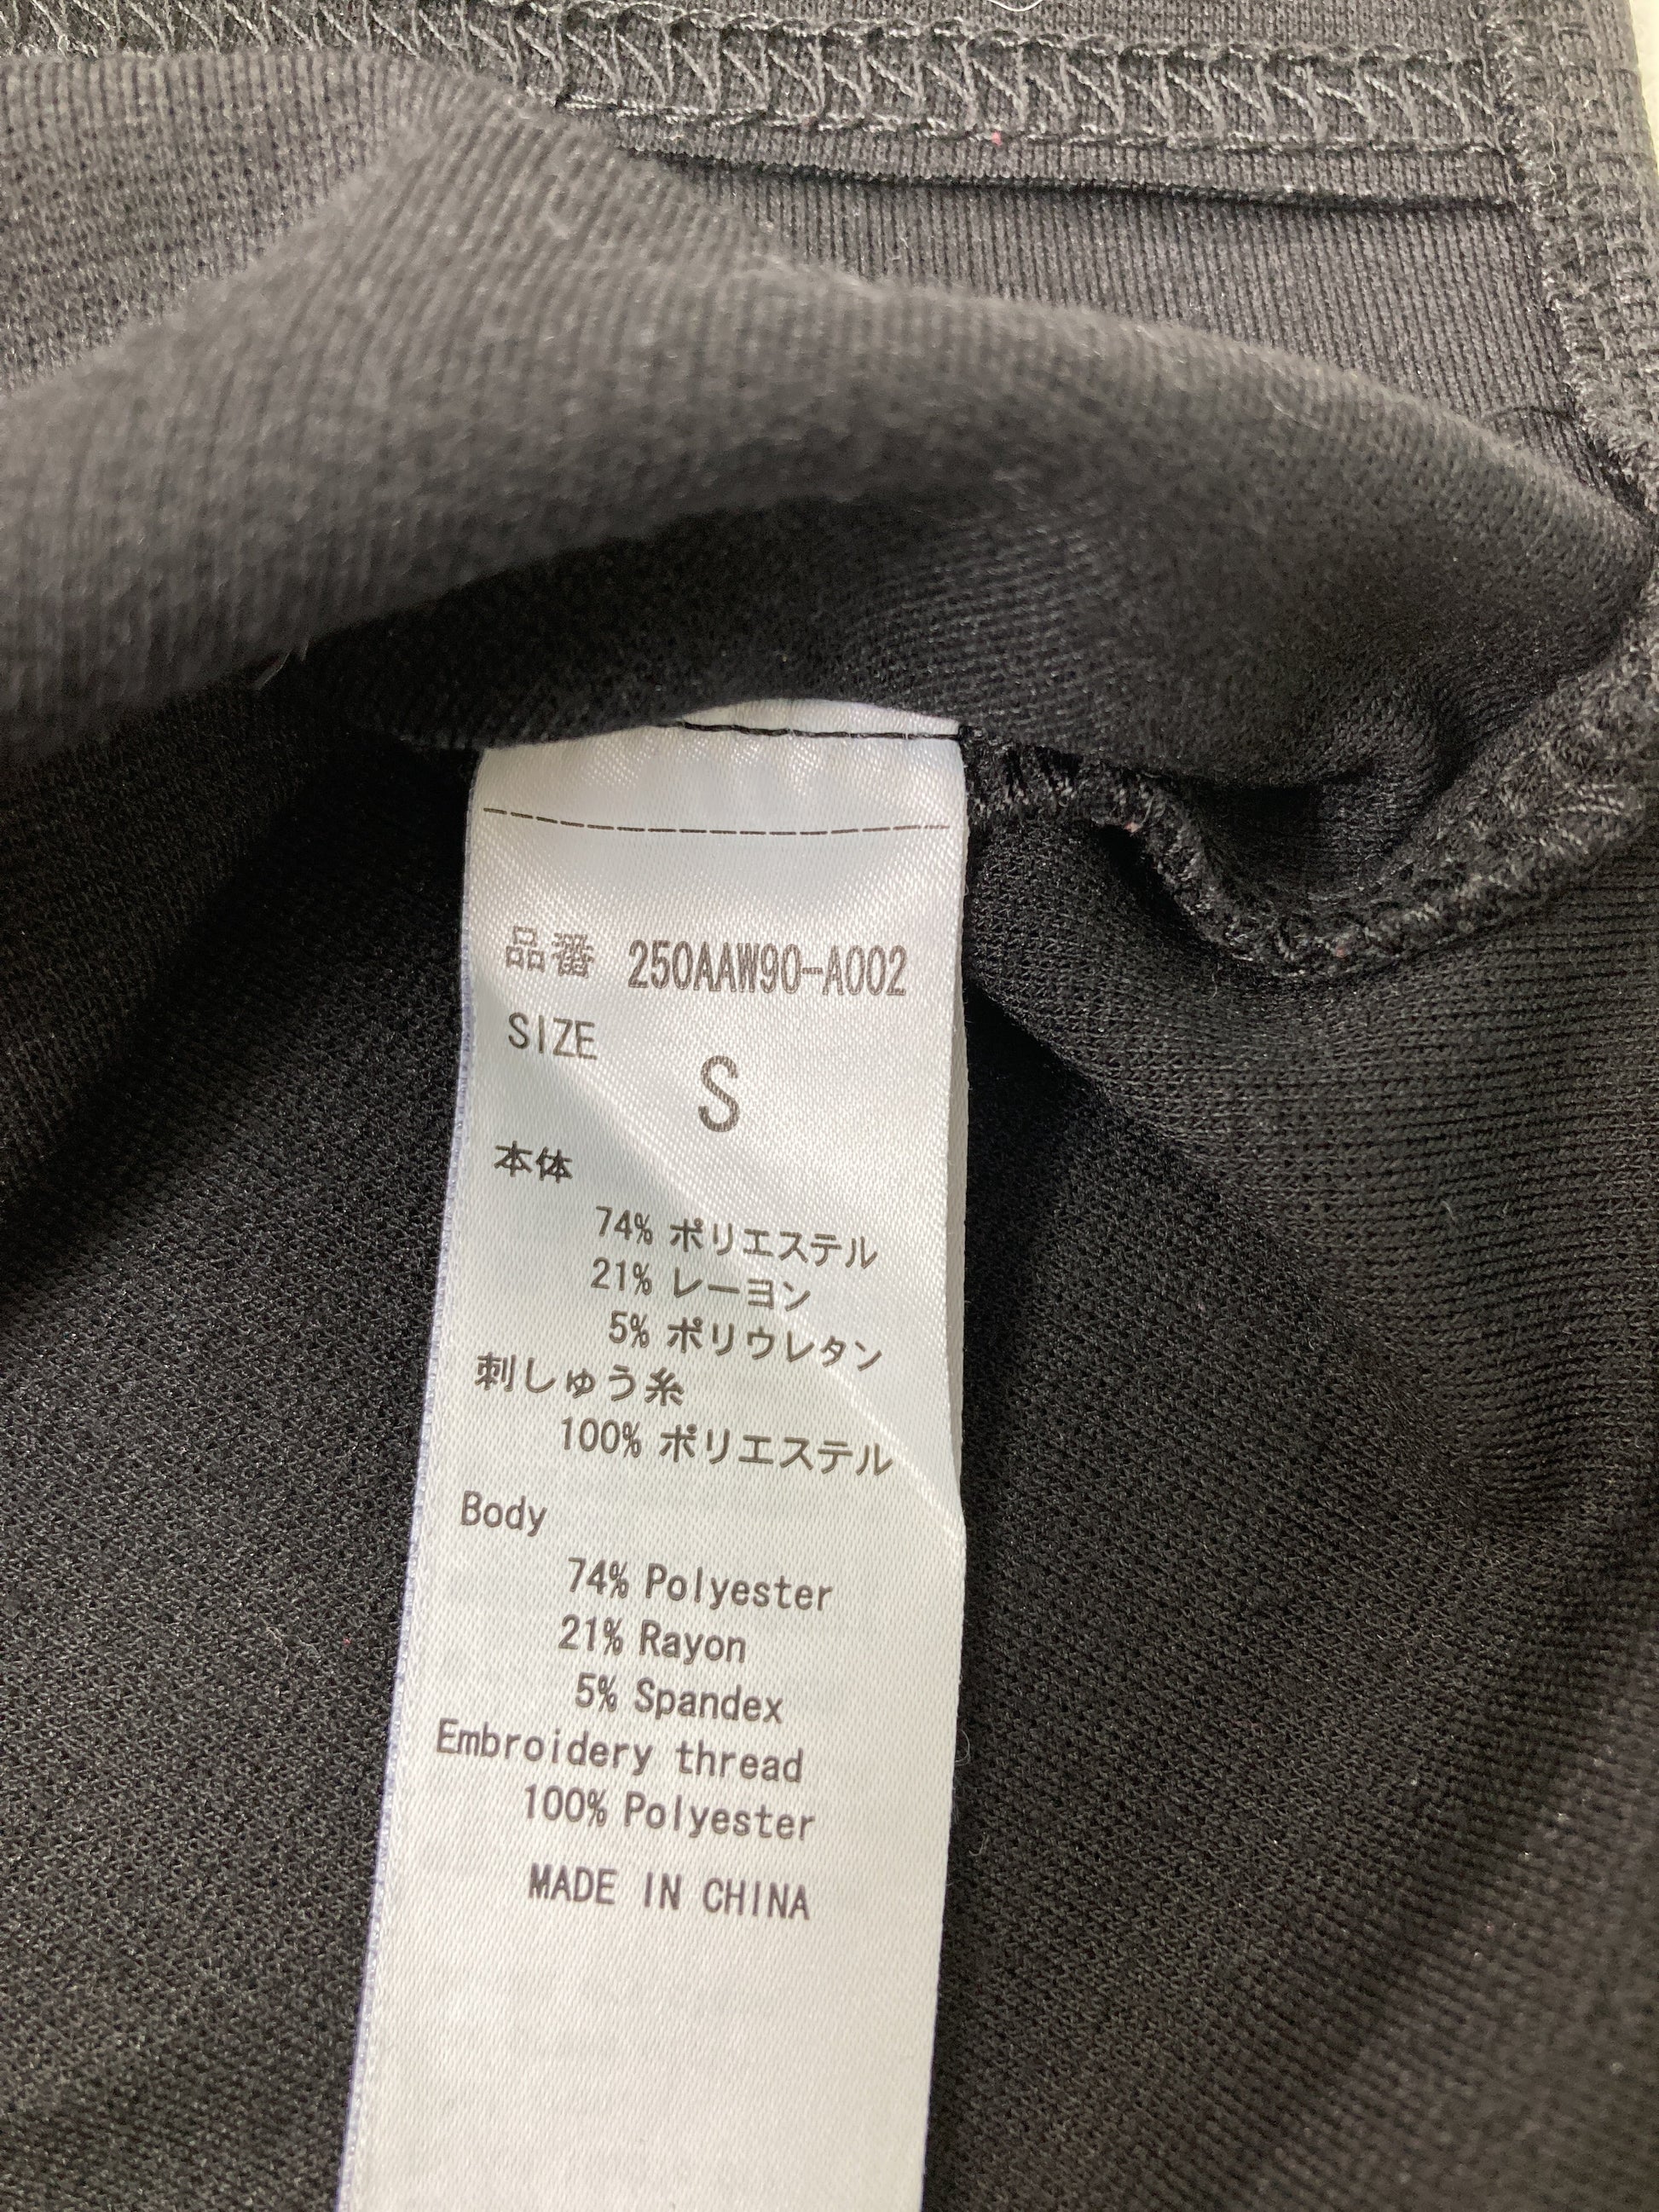 品番 250AAW90-A002
SIZE
S
本体
74% ポリエステル
21% レーヨン
5% ポリウレタン
刺しゅう糸
100% ポリエステル
Body
74% Polyester
21% Rayon
5% Spandex
Embroidery thread
100% Polyester
MADE IN CHINA